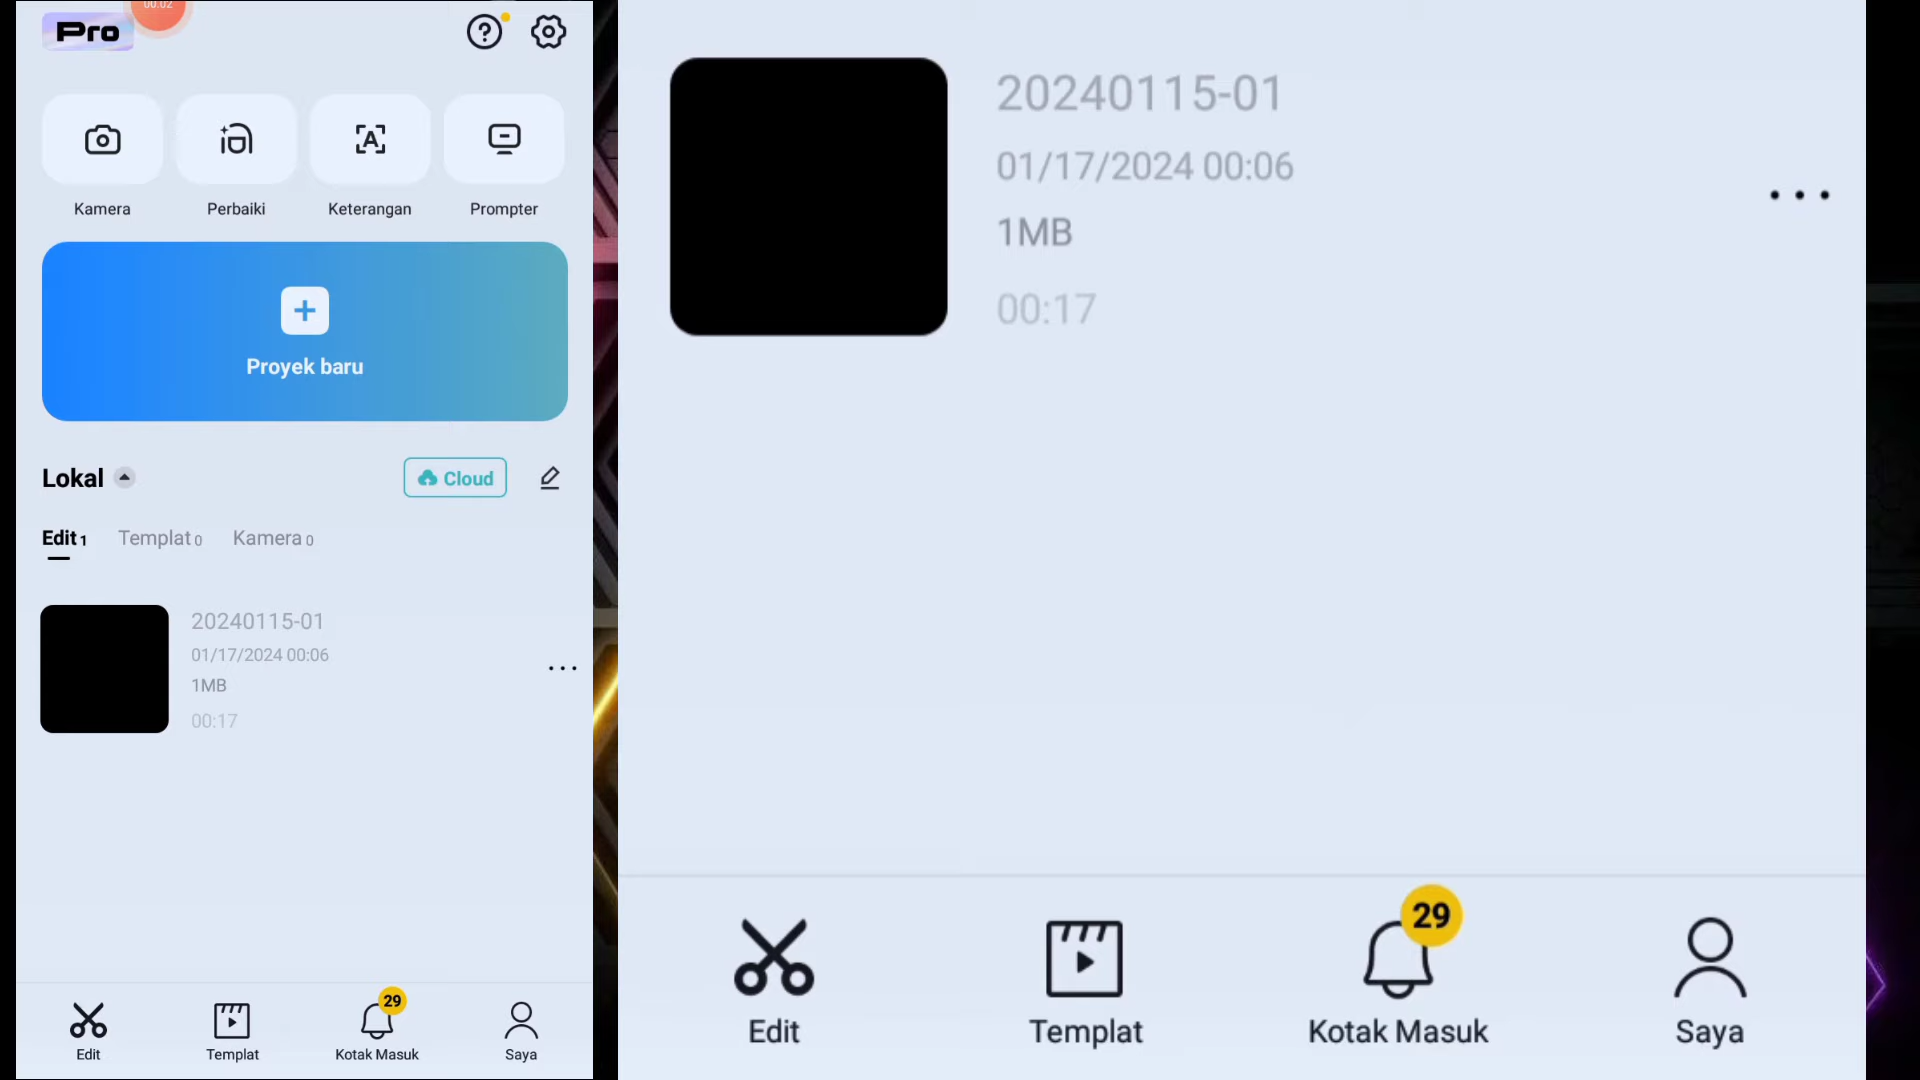 Pro
00:02
Kamera
Perbaiki
Keterangan
Prompter
Proyek baru
Lokal
Cloud
Edit 1
Templat 0
Kamera 0
20240115-01
01/17/2024 00:06
1MB
00:17
29
Edit
Templat
Kotak Masuk
Saya
20240115-01
01/17/2024 00:06
1MB
00:17
29
Edit
Templat
Kotak Masuk
Saya